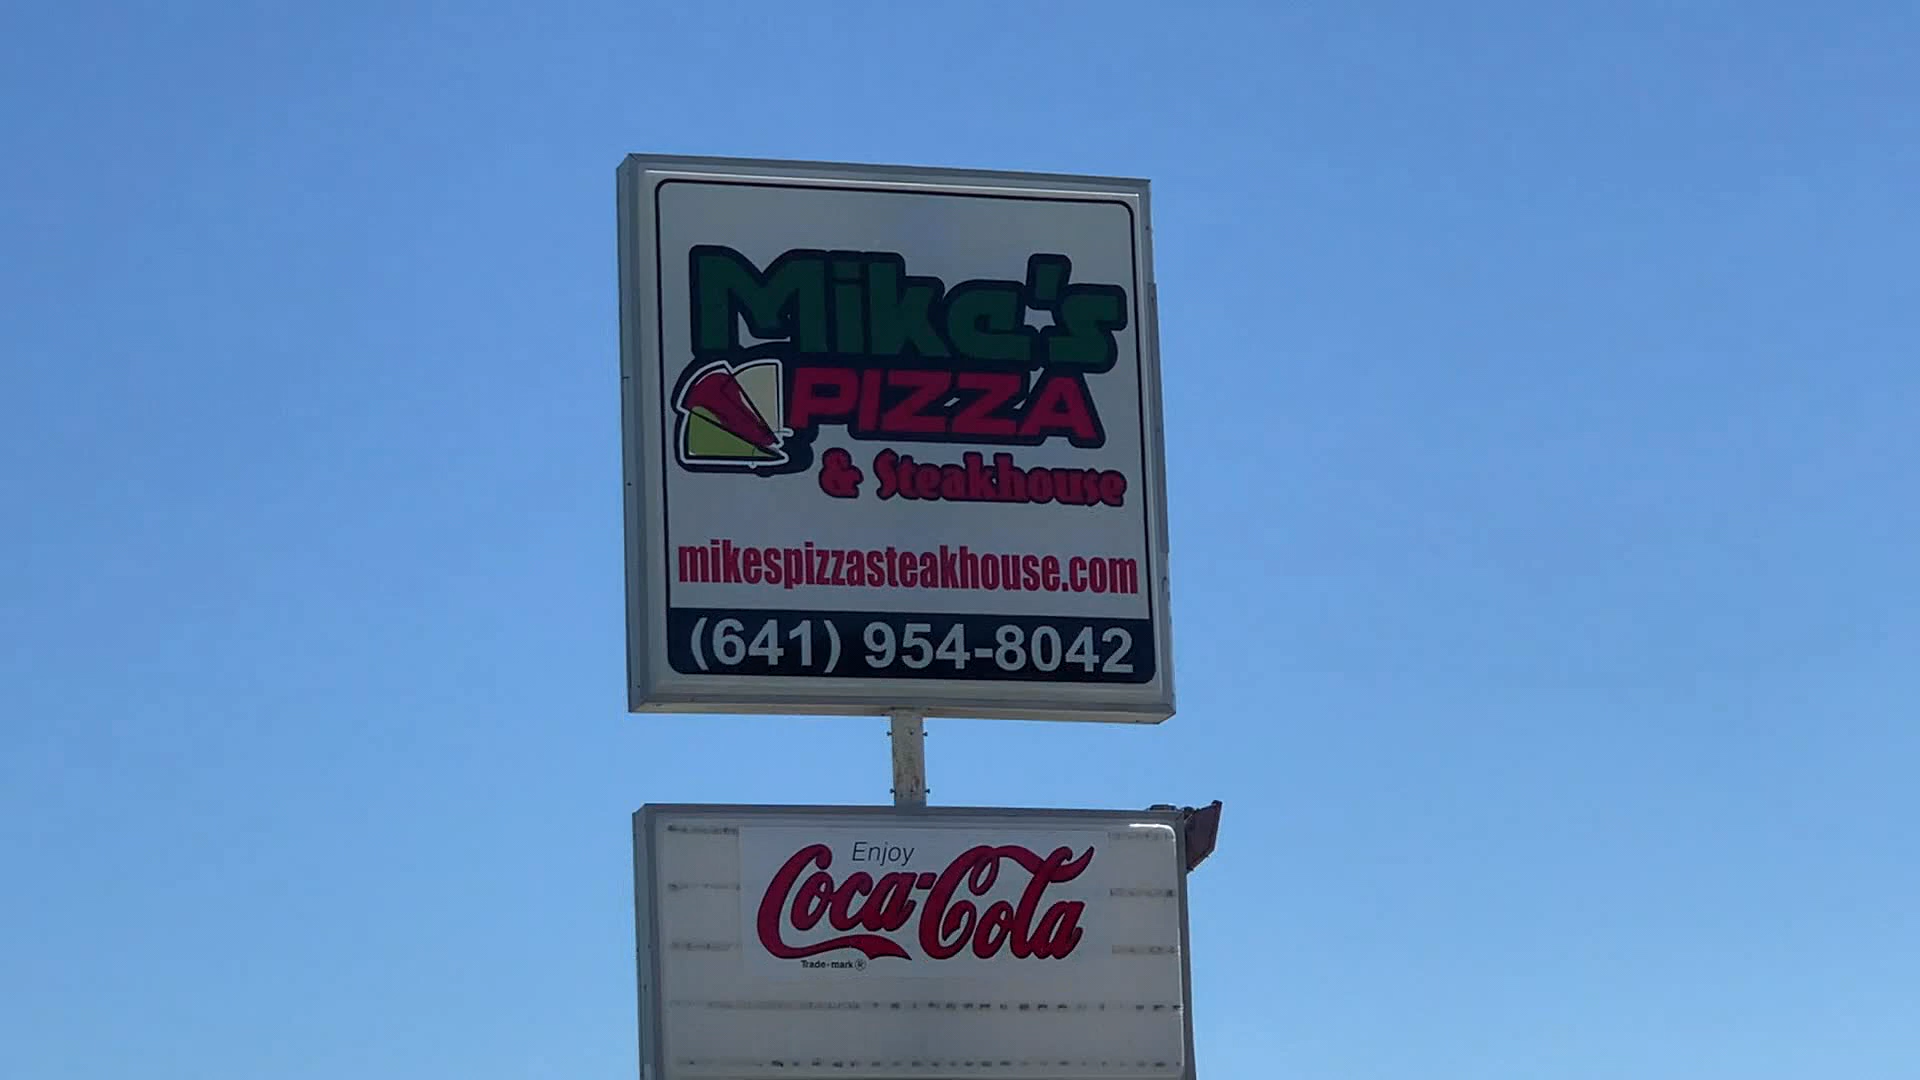 Mike's
PIZZA
& Steakhouse
mikespizzasteakhouse.com
(641) 954-8042
Enjoy
Coca-Cola
Trade-mark®